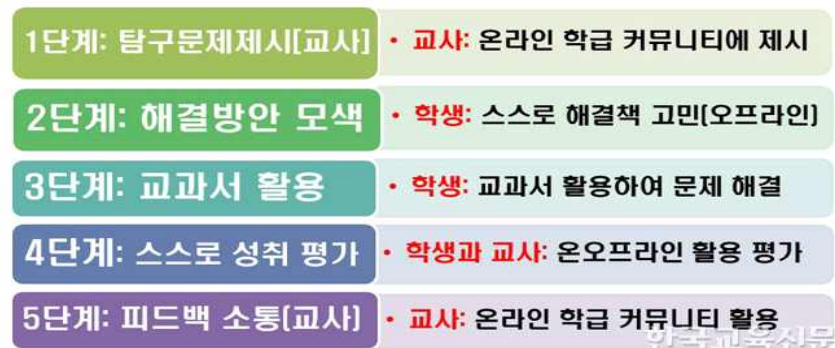 1단계: 탐구문제제시[교사]
• 교사: 온라인 학급 커뮤니티에 제시
2단계: 해결방안 모색
• 학생: 스스로 해결책 고민(오프라인)
3단계: 교과서 활용
• 학생: 교과서 활용하여 문제 해결
4단계: 스스로 성취 평가
• 학생과 교사: 온오프라인 활용 평가
5단계: 피드백 소통(교사)
• 교사: 온라인 학급 커뮤니티 활용
한국교육신문